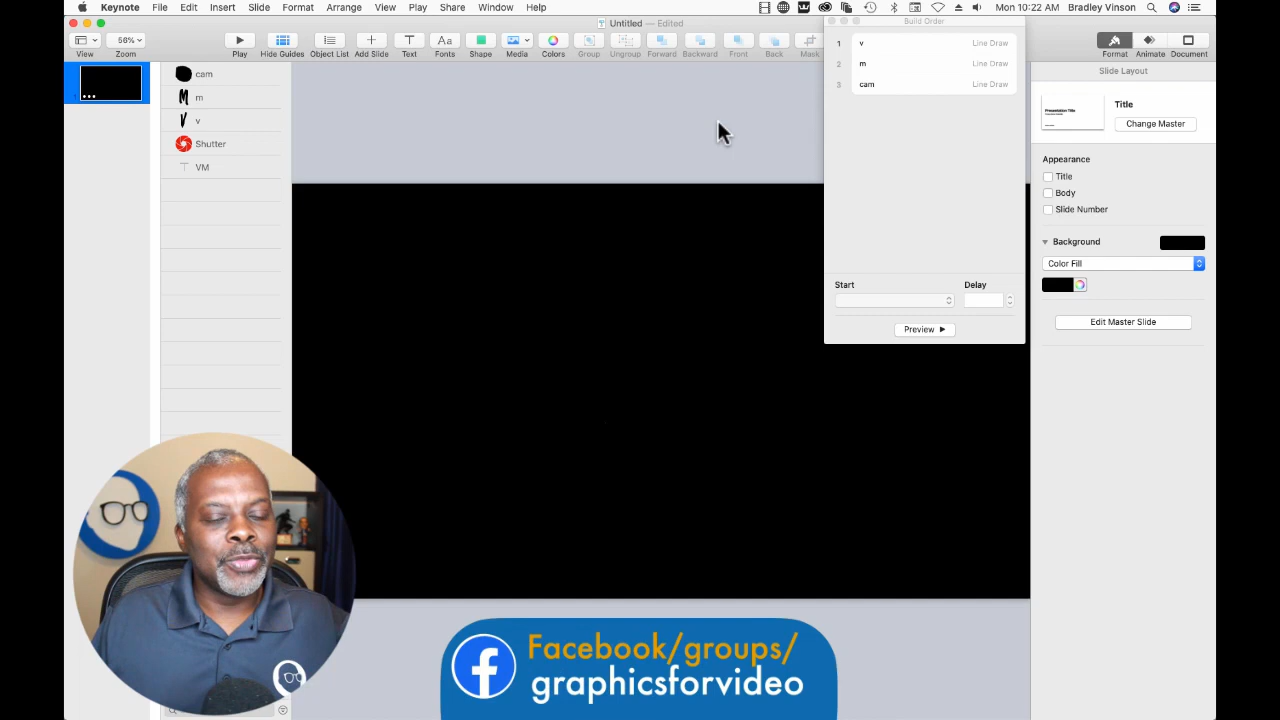 Keynote File Edit Insert Slide Format Arrange View Play Share Window Help Mon 10:22 AM Bradley Vinson
Untitled — Edited
56%
View Zoom Play Hide Guides Object List Add Slide Text Shape Media Colors Group Ungroup Forward Backward Front Back Mask Format Animate Document
Build Order
1 v Line Draw
2 m Line Draw
3 cam Line Draw
Start Delay
Preview
cam
m
v
Shutter
VM
Slide Layout
Title
Change Master
Appearance
Title
Body
Slide Number
Background
Color Fill
Edit Master Slide
Facebook/groups/
graphicsforvideo